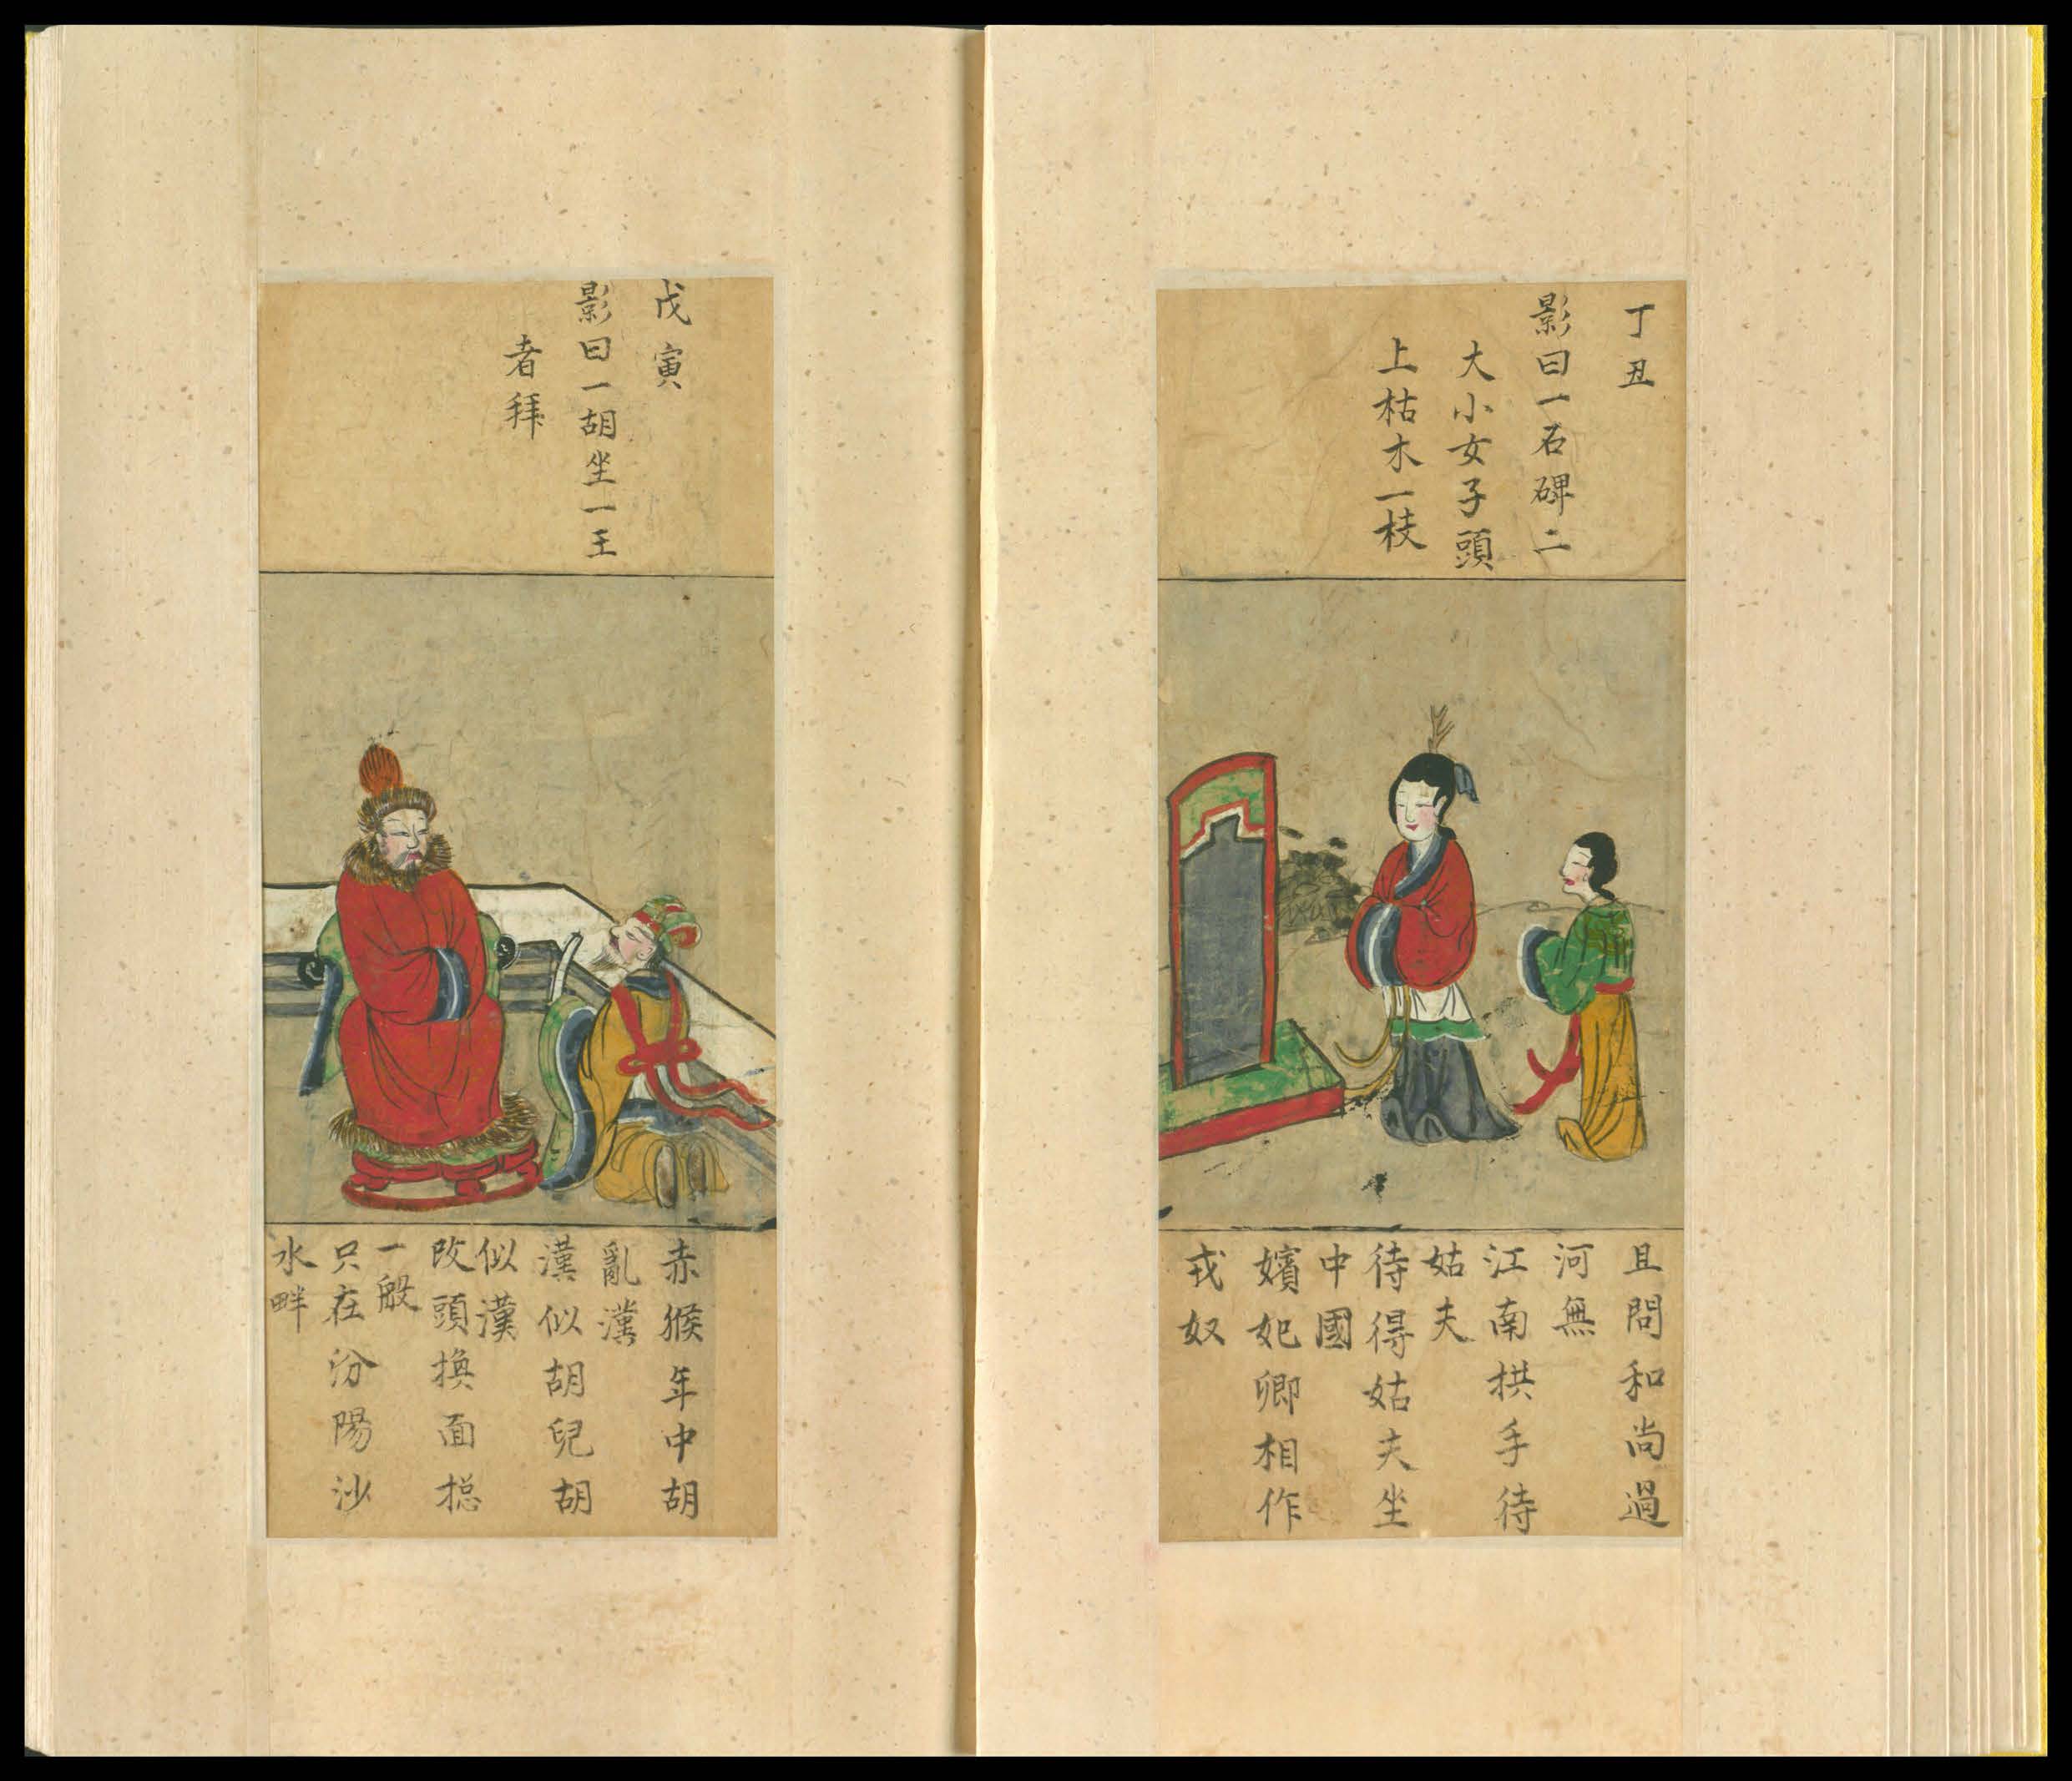 丁丑
影曰一石碑二
大小女子頭
上枯木一枝
且問和尚過
河無
江南拱手待
姑夫
待得姑夫坐
中國
嬪妃卿相作
戎奴
戊寅
影曰一胡坐一王
者拜
赤猴年中胡
亂漢
漢似胡兒胡
似漢
改頭換面揔
一般
只在汾陽沙
水畔